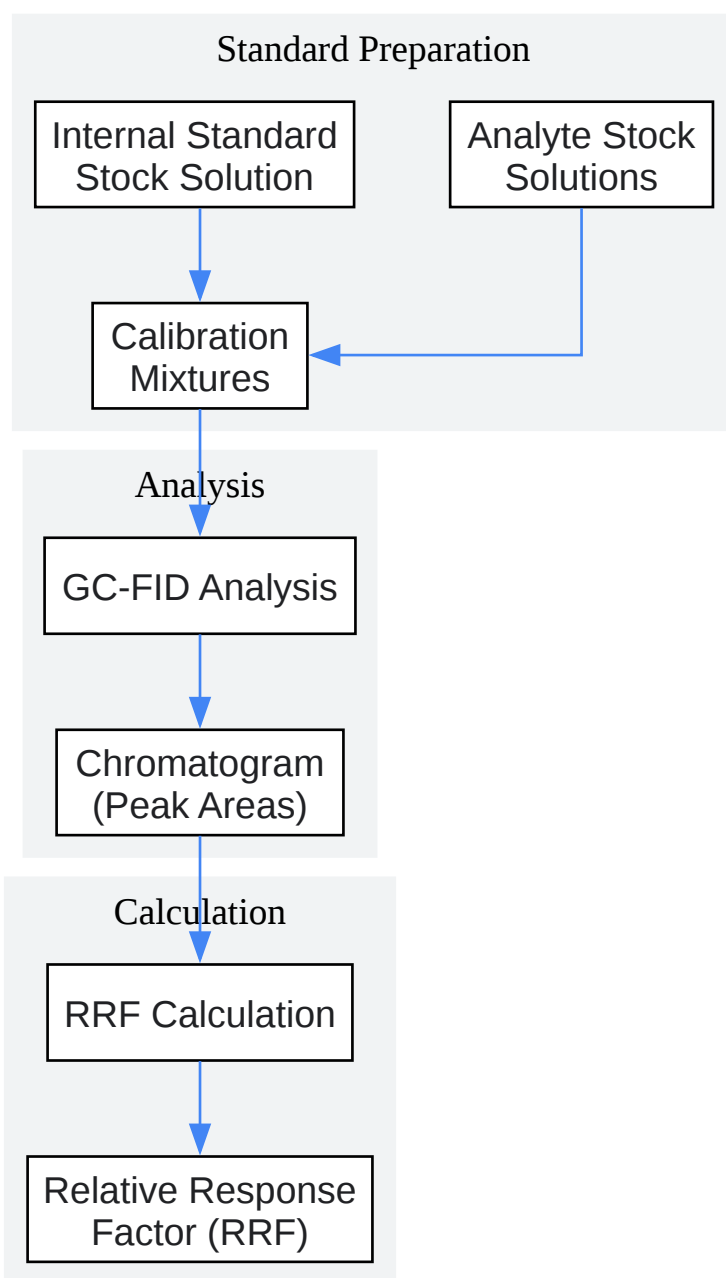 Standard Preparation
Internal Standard
Stock Solution
Analyte Stock
Solutions
Calibration
Mixtures
Analysis
GC-FID Analysis
Chromatogram
(Peak Areas)
Calculation
RRF Calculation
Relative Response
Factor (RRF)